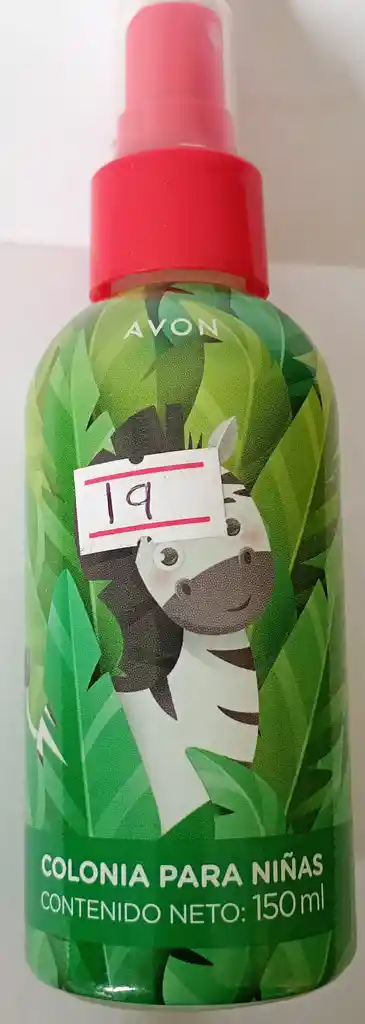 AVON
19
COLONIA PARA NIÑAS
CONTENIDO NETO: 150 ml